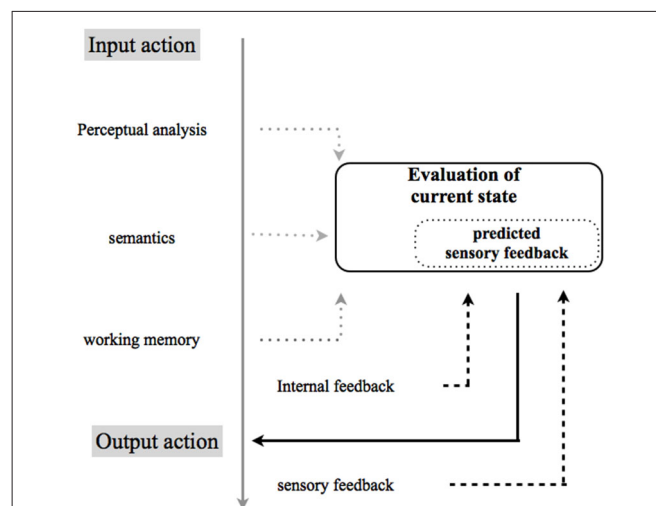 Input action
Perceptual analysis
Evaluation of
current state
semantics
predicted
sensory feedback
working memory
Internal feedback
Output action
sensory feedback